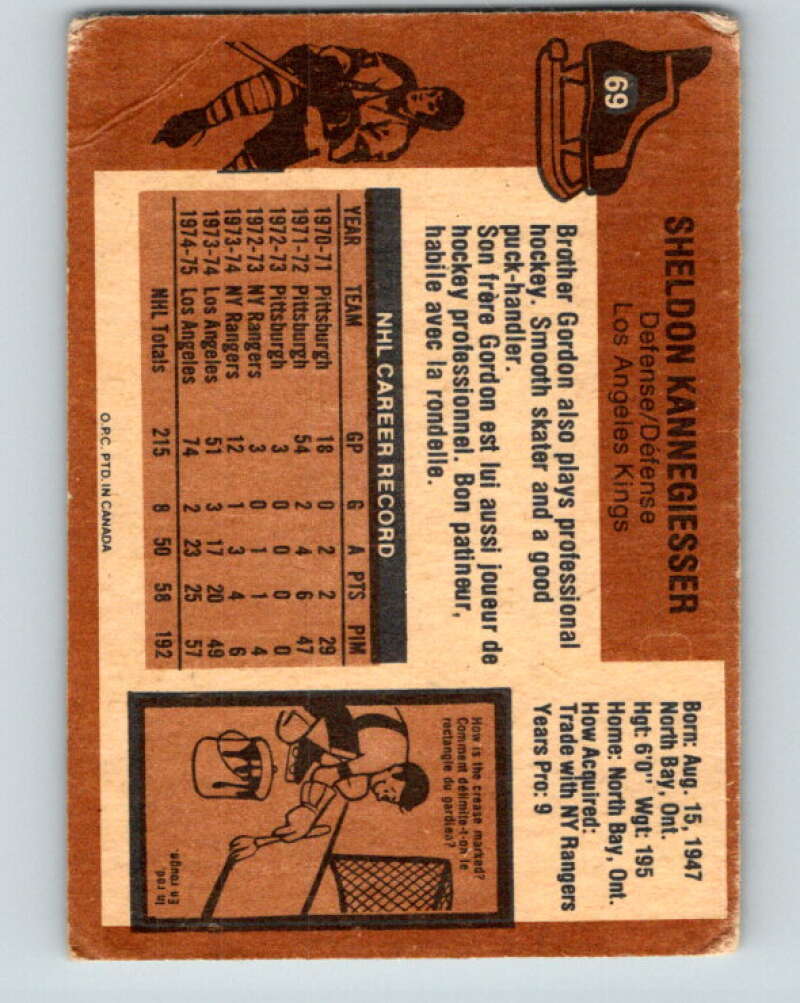 69
SHELDON KANNEGIESSER
Defense/Défense
Los Angeles Kings
Born: Aug. 15, 1947
North Bay, Ont.
Hgt: 6'0" Wgt: 195
Home: North Bay, Ont.
How Acquired:
Trade with NY Rangers
Years Pro: 9
Brother Gordon also plays professional
hockey. Smooth skater and a good
puck-handler.
Son frère Gordon est lui aussi joueur de
hockey professionnel. Bon patineur,
habile avec la rondelle.
NHL CAREER RECORD
YEAR TEAM GP G A PTS PIM
1970-71 Pittsburgh 18 0 2 2 29
1971-72 Pittsburgh 54 2 4 6 47
1972-73 Pittsburgh 3 0 0 0 0
1972-73 NY Rangers 3 0 1 1 4
1973-74 NY Rangers 12 1 3 4 6
1973-74 Los Angeles 51 3 17 20 49
1974-75 Los Angeles 74 2 23 25 57
NHL Totals 215 8 50 58 192
How is the crease marked?
Comment délimite-t-on le
rectangle du gardien?
In red.
En rouge.
O.P.C. PTD. IN CANADA